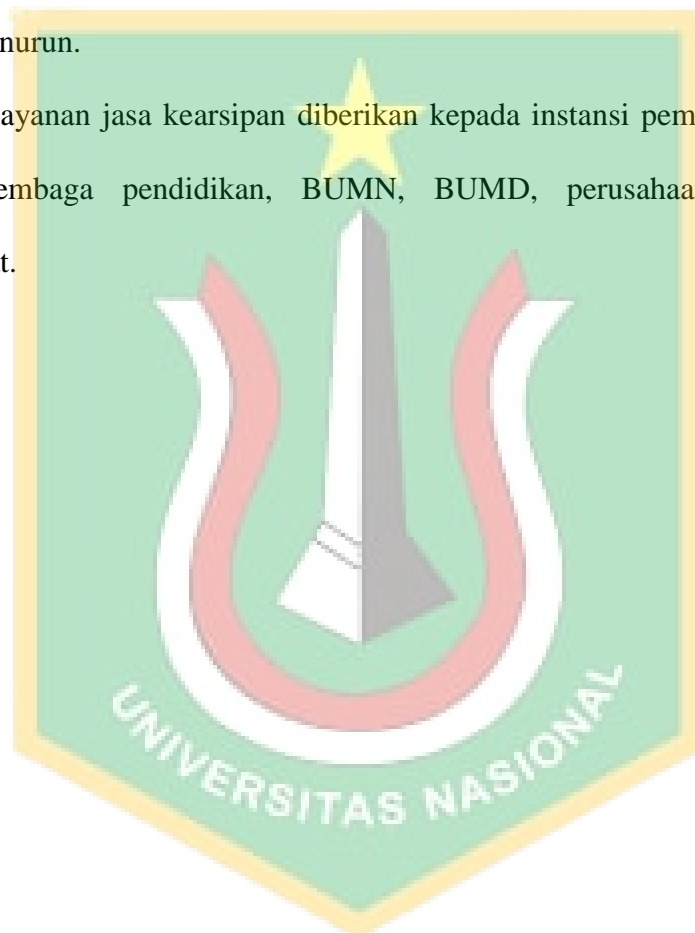 nurun.
ayanan jasa kearsipan diberikan kepada instansi pem
embaga pendidikan, BUMN, BUMD, perusahaa
t.
UNIVERSITAS NASIONAL